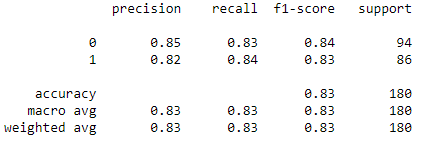 precision recall f1-score support
0 0.85 0.83 0.84 94
1 0.82 0.84 0.83 86
accuracy 0.83 180
macro avg 0.83 0.83 0.83 180
weighted avg 0.83 0.83 0.83 180